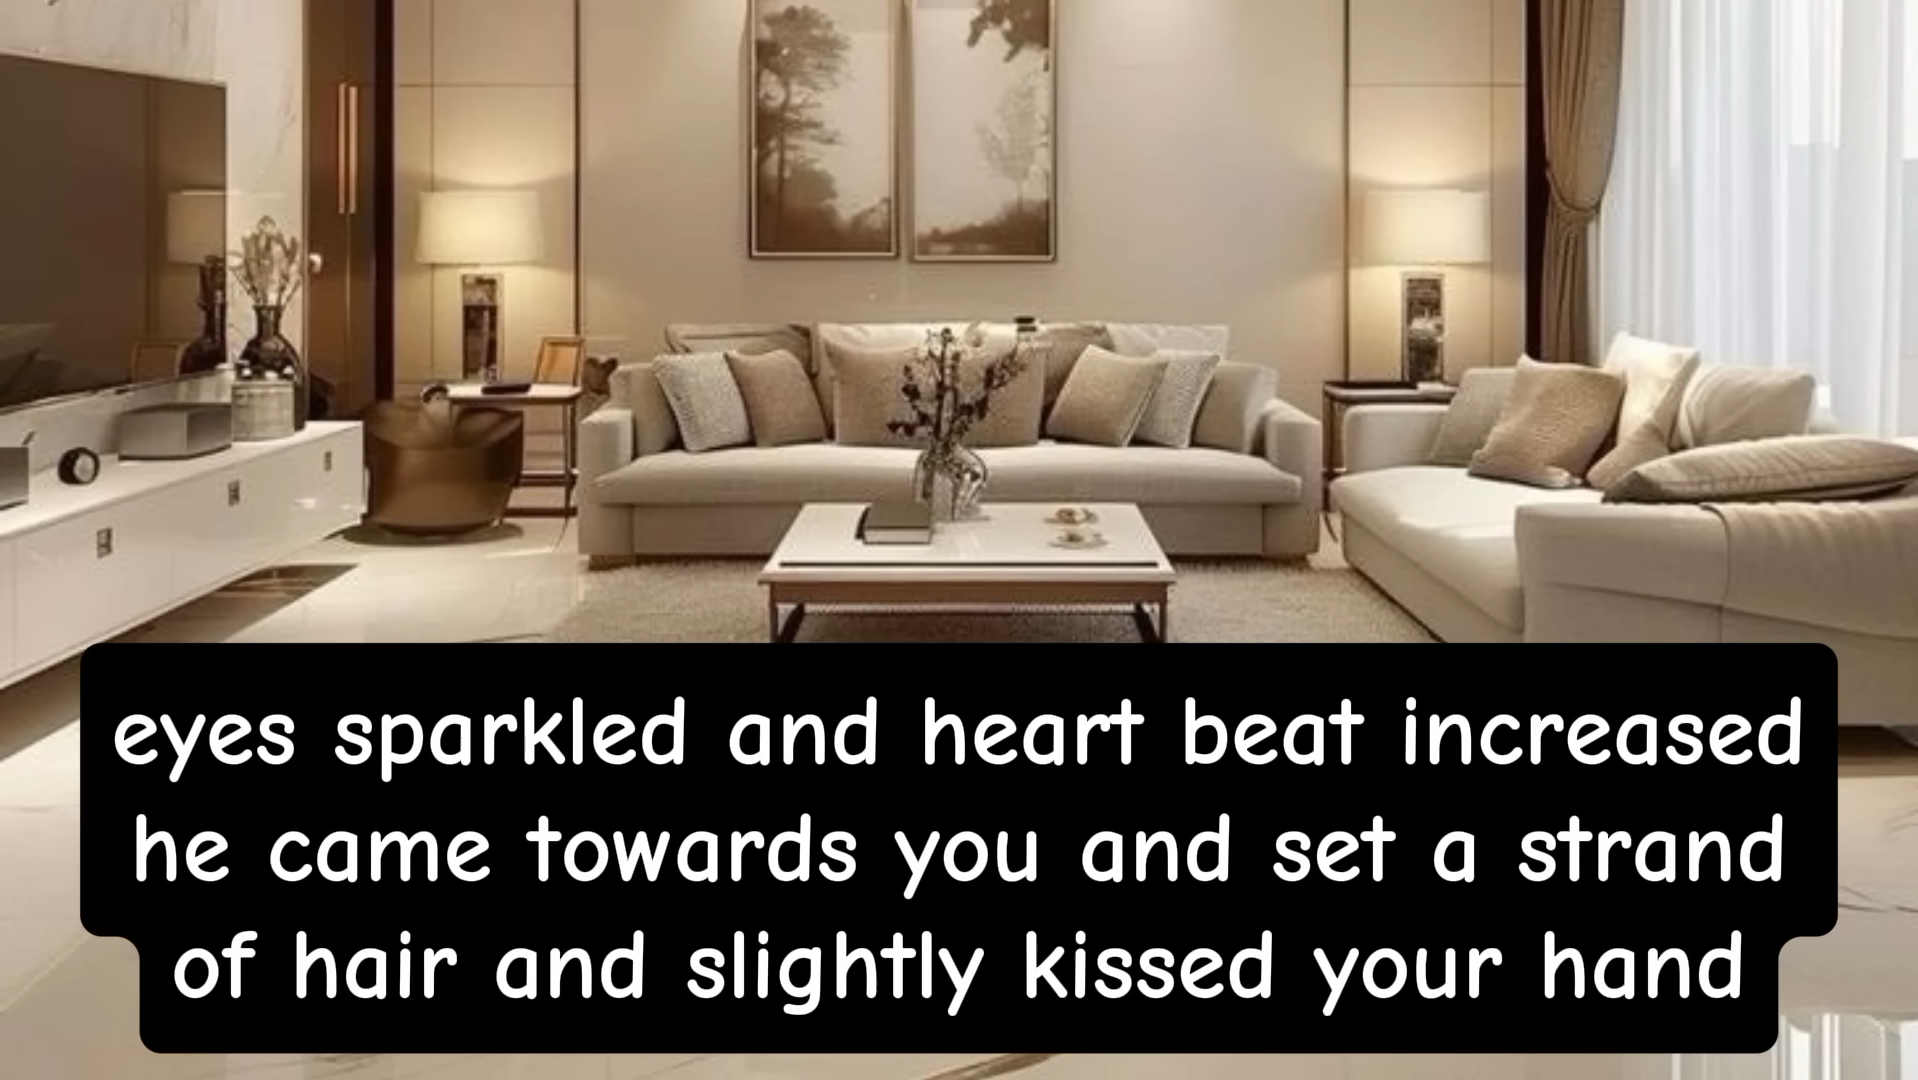 eyes sparkled and heart beat increased
he came towards you and set a strand
of hair and slightly kissed your hand